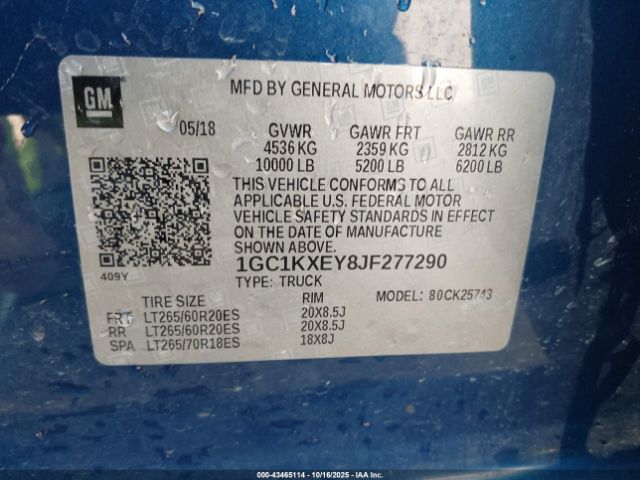 GM
MFD BY GENERAL MOTORS LLC
05/18 GVWR GAWR FRT GAWR RR
4536 KG 2359 KG 2812 KG
10000 LB 5200 LB 6200 LB
THIS VEHICLE CONFORMS TO ALL
APPLICABLE U.S. FEDERAL MOTOR
VEHICLE SAFETY STANDARDS IN EFFECT
ON THE DATE OF MANUFACTURE
SHOWN ABOVE.
409Y
1GC1KXEY8JF277290
TYPE: TRUCK MODEL: 80CK25743
TIRE SIZE RIM
FRT LT265/60R20ES 20X8.5J
RR LT265/60R20ES 20X8.5J
SPA LT265/70R18ES 18X8J
000-43465114 - 10/16/2025 - IAA Inc.